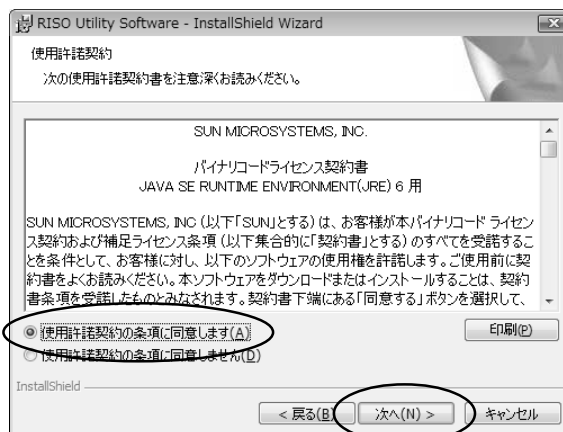 RISO Utility Software - InstallShield Wizard
使用許諾契約
次の使用許諾契約書を注意深くお読みください。
SUN MICROSYSTEMS, INC.
バイナリコードライセンス契約書
JAVA SE RUNTIME ENVIRONMENT(JRE) 6 用
SUN MICROSYSTEMS, INC (以下「SUN」とする) は、お客様が本バイナリコード ライセン
ス契約および補足ライセンス条項 (以下集合的に「契約書」とする) のすべてを受諾するこ
とを条件として、お客様に対し、以下のソフトウェアの使用権を許諾します。ご使用前に契
約書をよくお読みください。本ソフトウェアをダウンロードまたはインストールすることは、契約
書条項を受諾したものとみなされます。契約書下端にある「同意する」ボタンを選択して、
使用許諾契約の条項に同意します(A)
印刷(P)
使用許諾契約の条項に同意しません(D)
InstallShield
< 戻る(B)
次へ(N) >
キャンセル